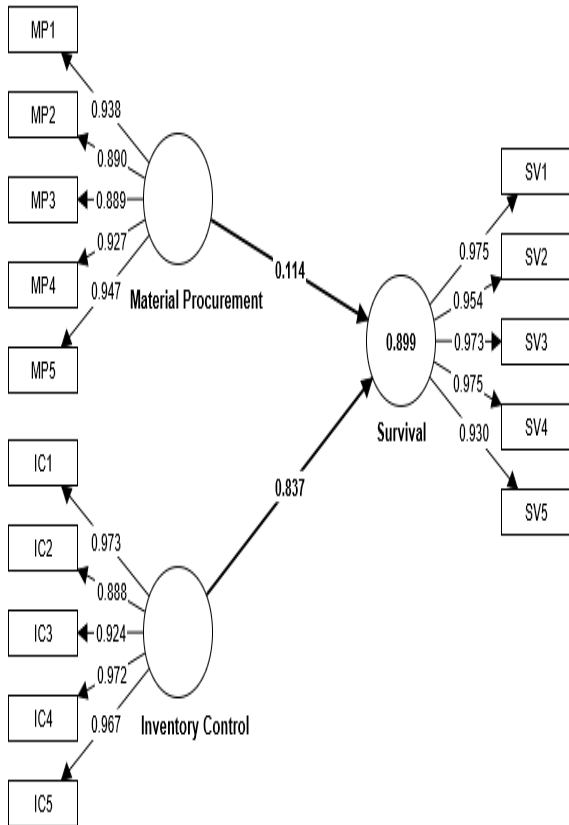 MP1
0.938
MP2
0.890
MP3
0.889
MP4
0.927
MP5
0.947
Material Procurement
0.114
IC1
0.973
IC2
0.888
IC3
0.924
IC4
0.972
IC5
0.967
Inventory Control
0.837
0.899
Survival
SV1
0.975
SV2
0.954
SV3
0.973
SV4
0.975
SV5
0.930